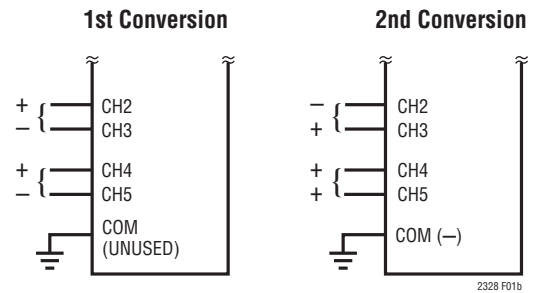 1st Conversion
+ { CH2
− { CH3
+ { CH4
− { CH5
COM
(UNUSED)
2nd Conversion
− { CH2
+ { CH3
+ { CH4
+ { CH5
COM (−)
2328 F01b